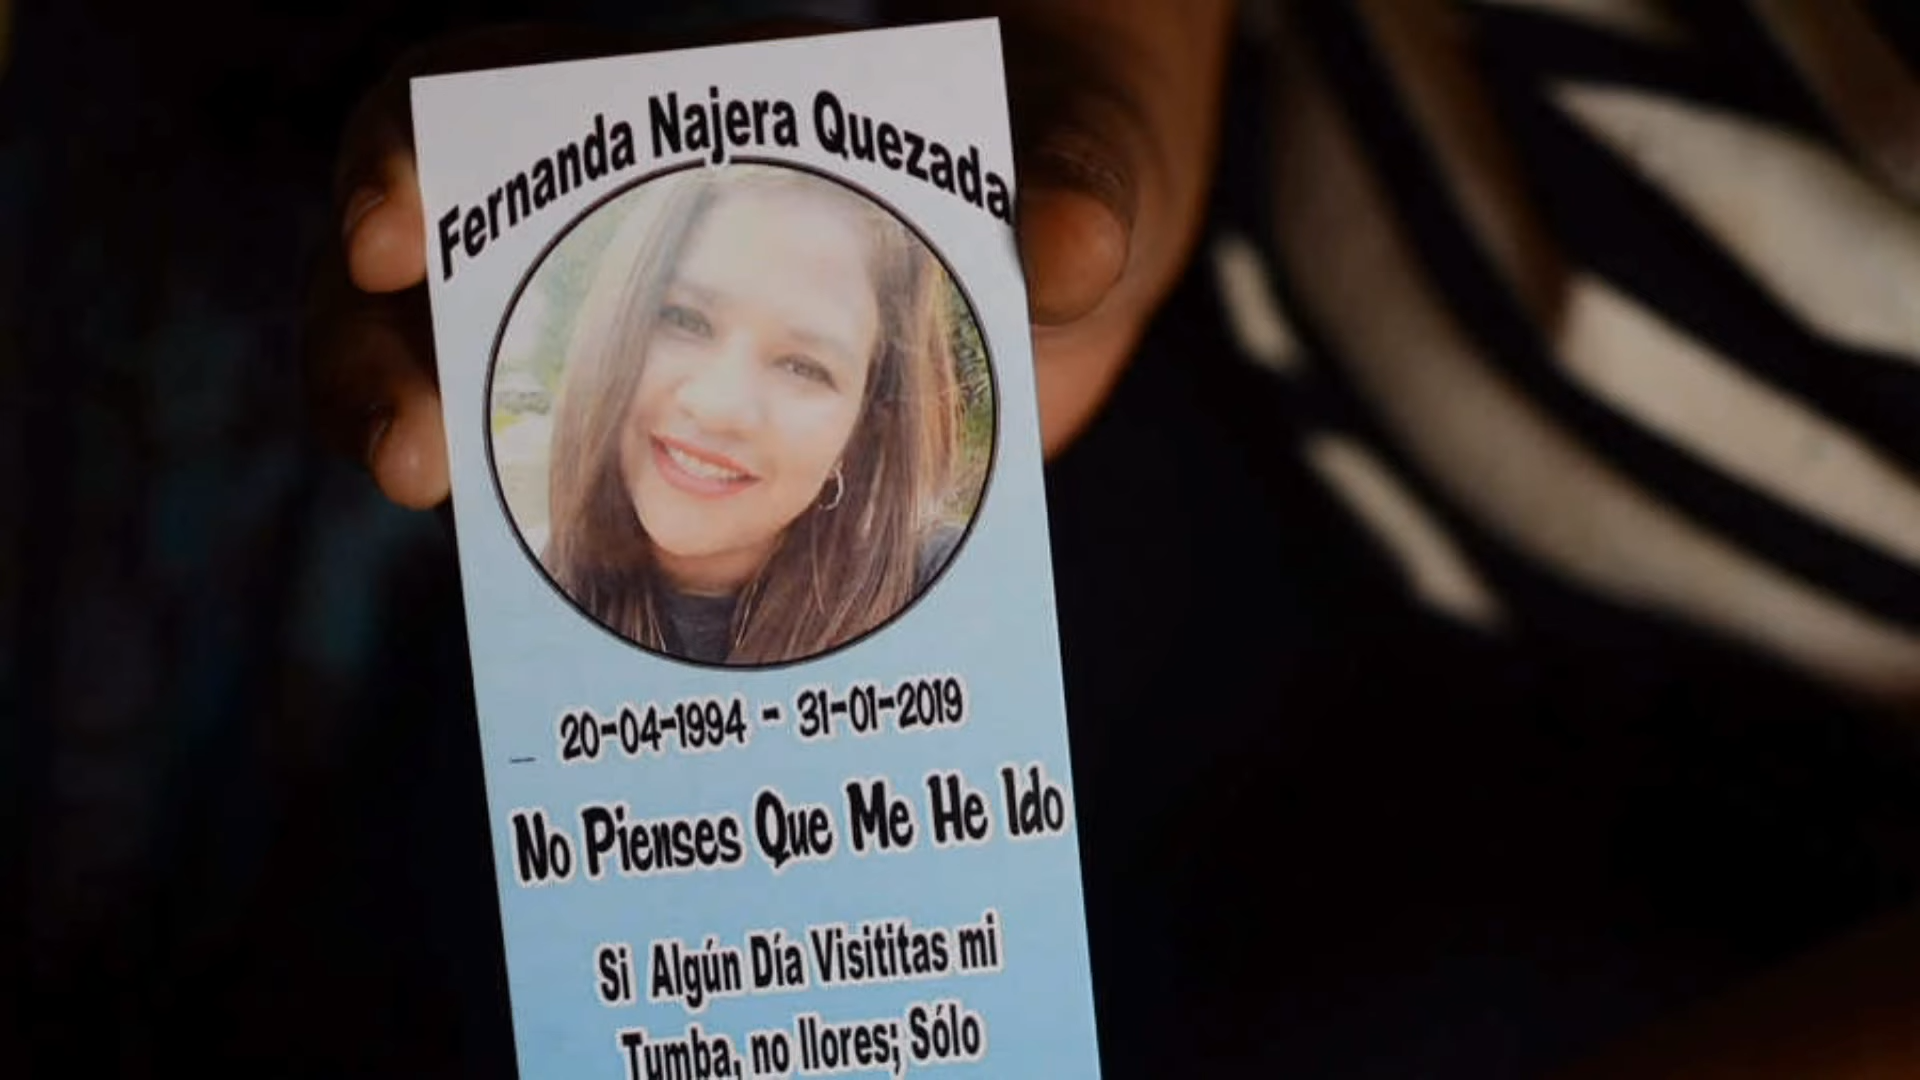 Fernanda Najera Quezada
20-04-1994 - 31-01-2019
No Pienses Que Me He Ido
Si Algún Día Visititas mi
Tumba, no llores; Sólo